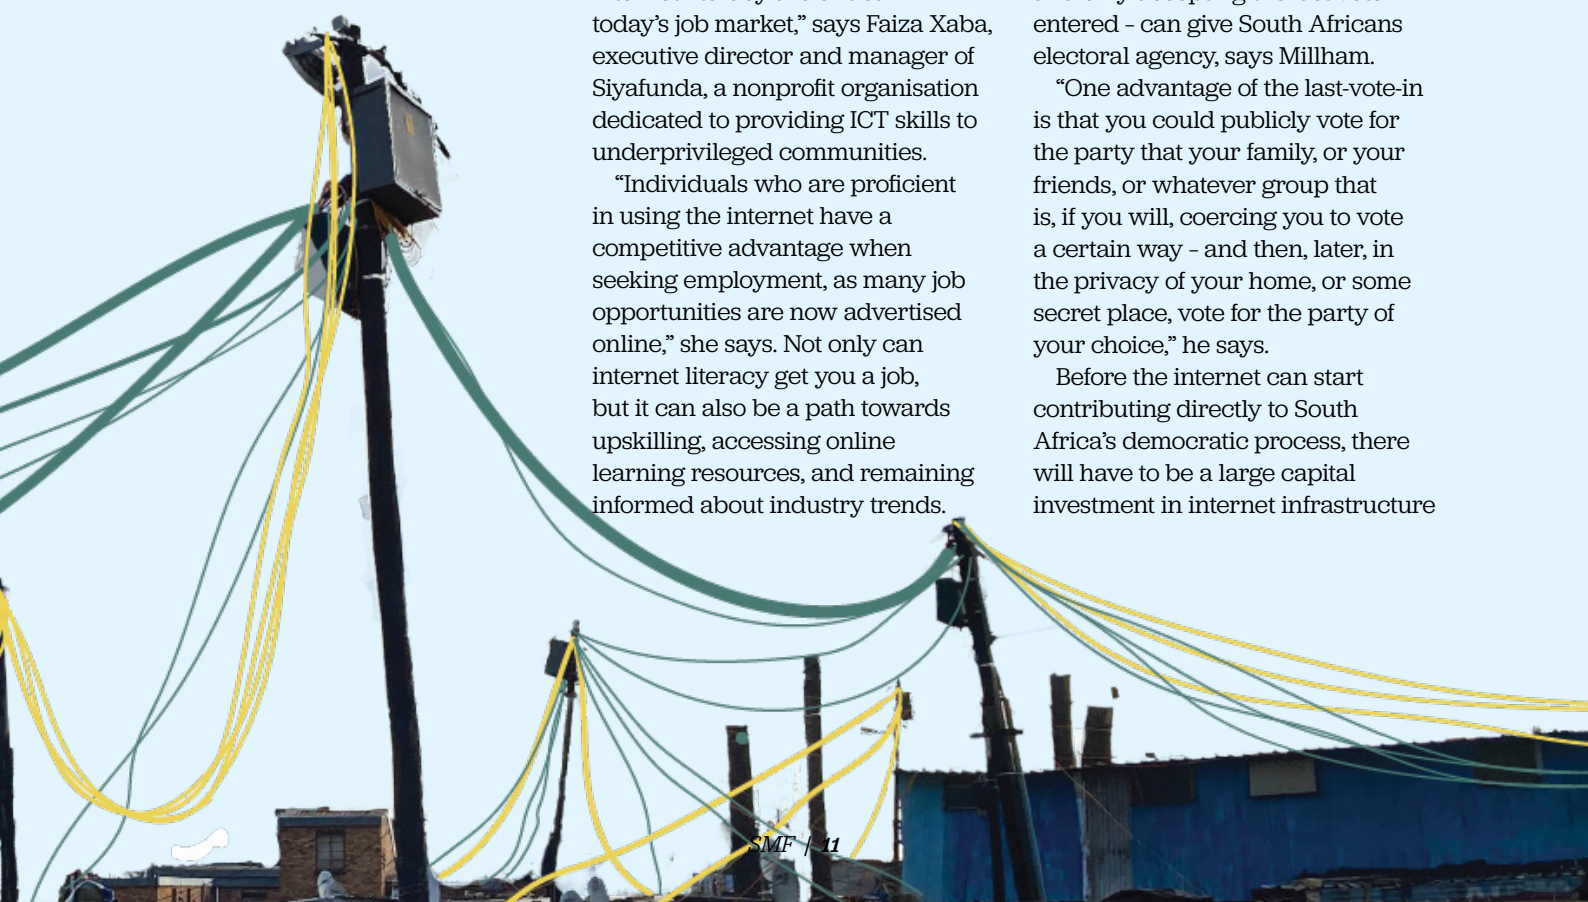 today’s job market,” says Faiza Xaba,
executive director and manager of
Siyafunda, a nonprofit organisation
dedicated to providing ICT skills to
underprivileged communities.
“Individuals who are proficient
in using the internet have a
competitive advantage when
seeking employment, as many job
opportunities are now advertised
online,” she says. Not only can
internet literacy get you a job,
but it can also be a path towards
upskilling, accessing online
learning resources, and remaining
informed about industry trends.
entered – can give South Africans
electoral agency, says Millham.
“One advantage of the last-vote-in
is that you could publicly vote for
the party that your family, or your
friends, or whatever group that
is, if you will, coercing you to vote
a certain way – and then, later, in
the privacy of your home, or some
secret place, vote for the party of
your choice,” he says.
Before the internet can start
contributing directly to South
Africa’s democratic process, there
will have to be a large capital
investment in internet infrastructure
SMF | 11